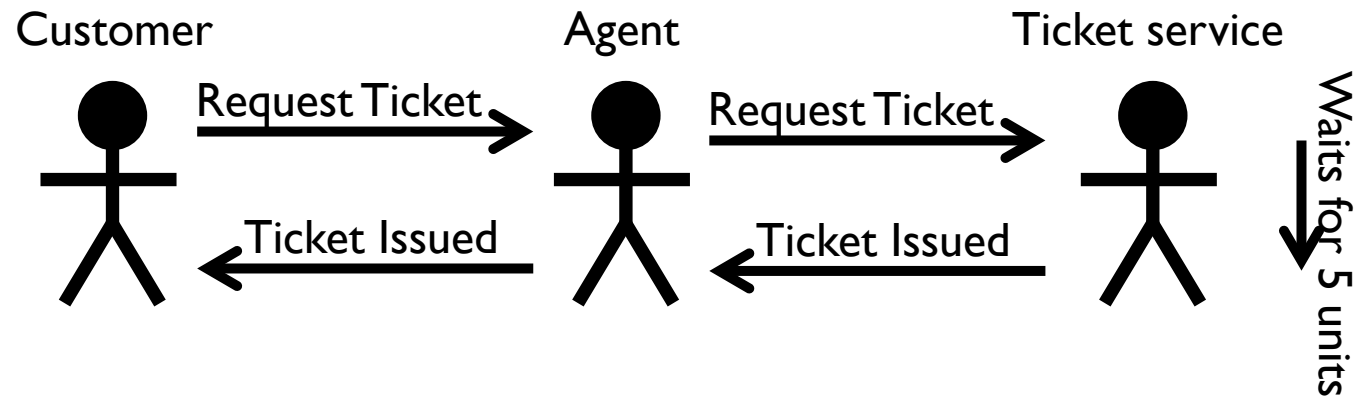 Customer
Agent
Ticket service
Request Ticket
Request Ticket
Waits for 5 units
Ticket Issued
Ticket Issued